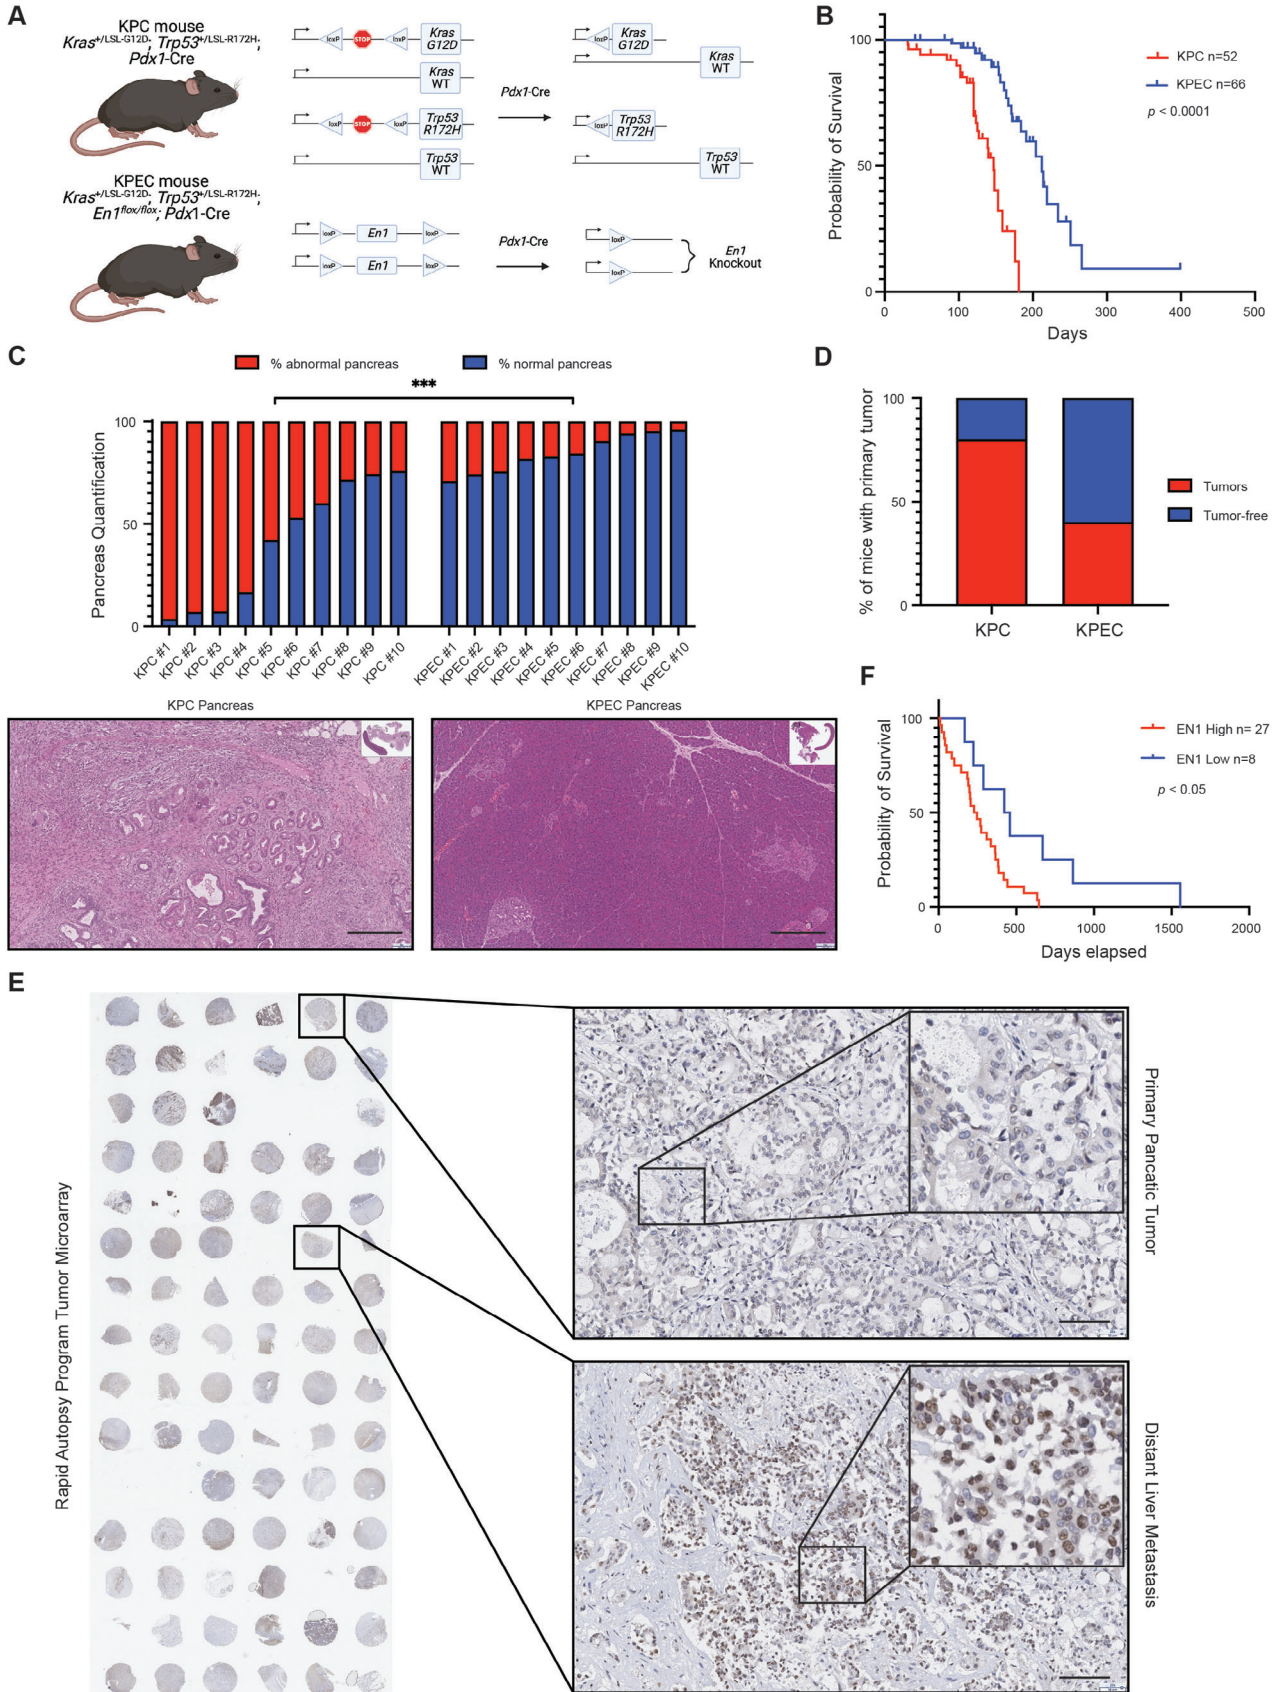 A
KPC mouse
Kras+/LSL-G12D; Trp53+/LSL-R172H;
Pdx1-Cre
KPEC mouse
Kras+/LSL-G12D; Trp53+/LSL-R172H;
En1flox/flox; Pdx1-Cre
loxP
STOP
loxP
Kras
G12D
Kras
WT
loxP
STOP
loxP
Trp53
R172H
Trp53
WT
Pdx1-Cre
loxP
Kras
G12D
Kras
WT
loxP
Trp53
R172H
Trp53
WT
loxP
En1
loxP
loxP
En1
loxP
Pdx1-Cre
loxP
loxP
En1
Knockout
B
Probability of Survival
100
50
0
0
100
200
300
400
500
Days
KPC n=52
KPEC n=66
p < 0.0001
C
% abnormal pancreas
% normal pancreas
***
Pancreas Quantification
100
50
0
KPC #1
KPC #2
KPC #3
KPC #4
KPC #5
KPC #6
KPC #7
KPC #8
KPC #9
KPC #10
KPEC #1
KPEC #2
KPEC #3
KPEC #4
KPEC #5
KPEC #6
KPEC #7
KPEC #8
KPEC #9
KPEC #10
KPC Pancreas
KPEC Pancreas
D
% of mice with primary tumor
100
50
0
KPC
KPEC
Tumors
Tumor-free
F
Probability of Survival
100
50
0
0
500
1000
1500
2000
Days elapsed
EN1 High n= 27
EN1 Low n=8
p < 0.05
E
Rapid Autopsy Program Tumor Microarray
Primary Pancatic Tumor
Distant Liver Metastasis